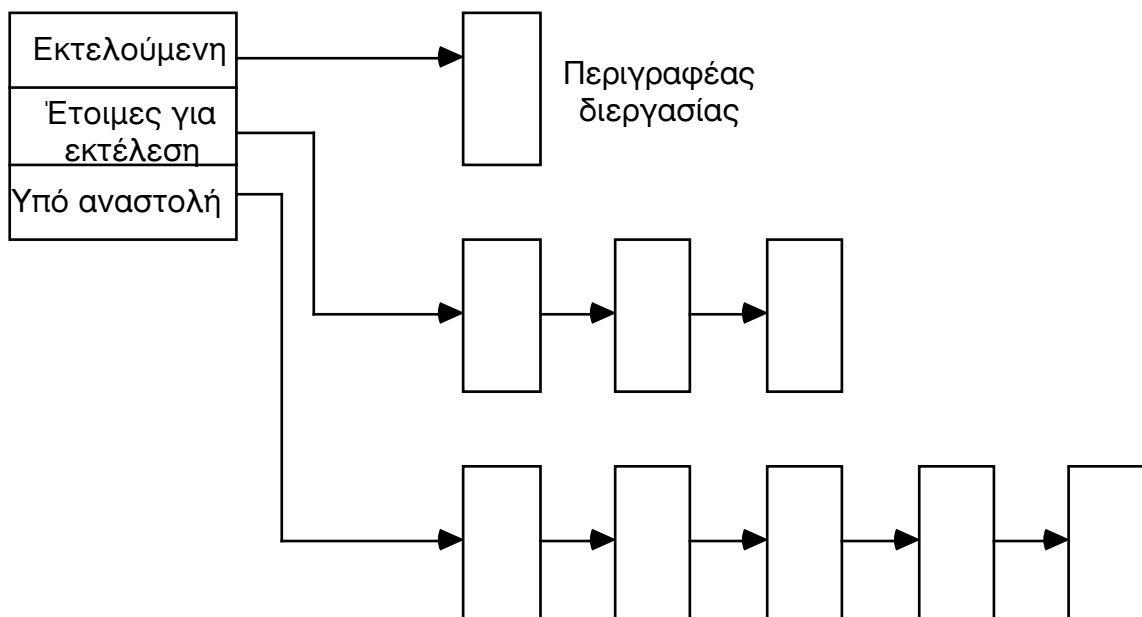 Εκτελούμενη
Έτοιμες για
εκτέλεση
Υπό αναστολή
Περιγραφέας
διεργασίας